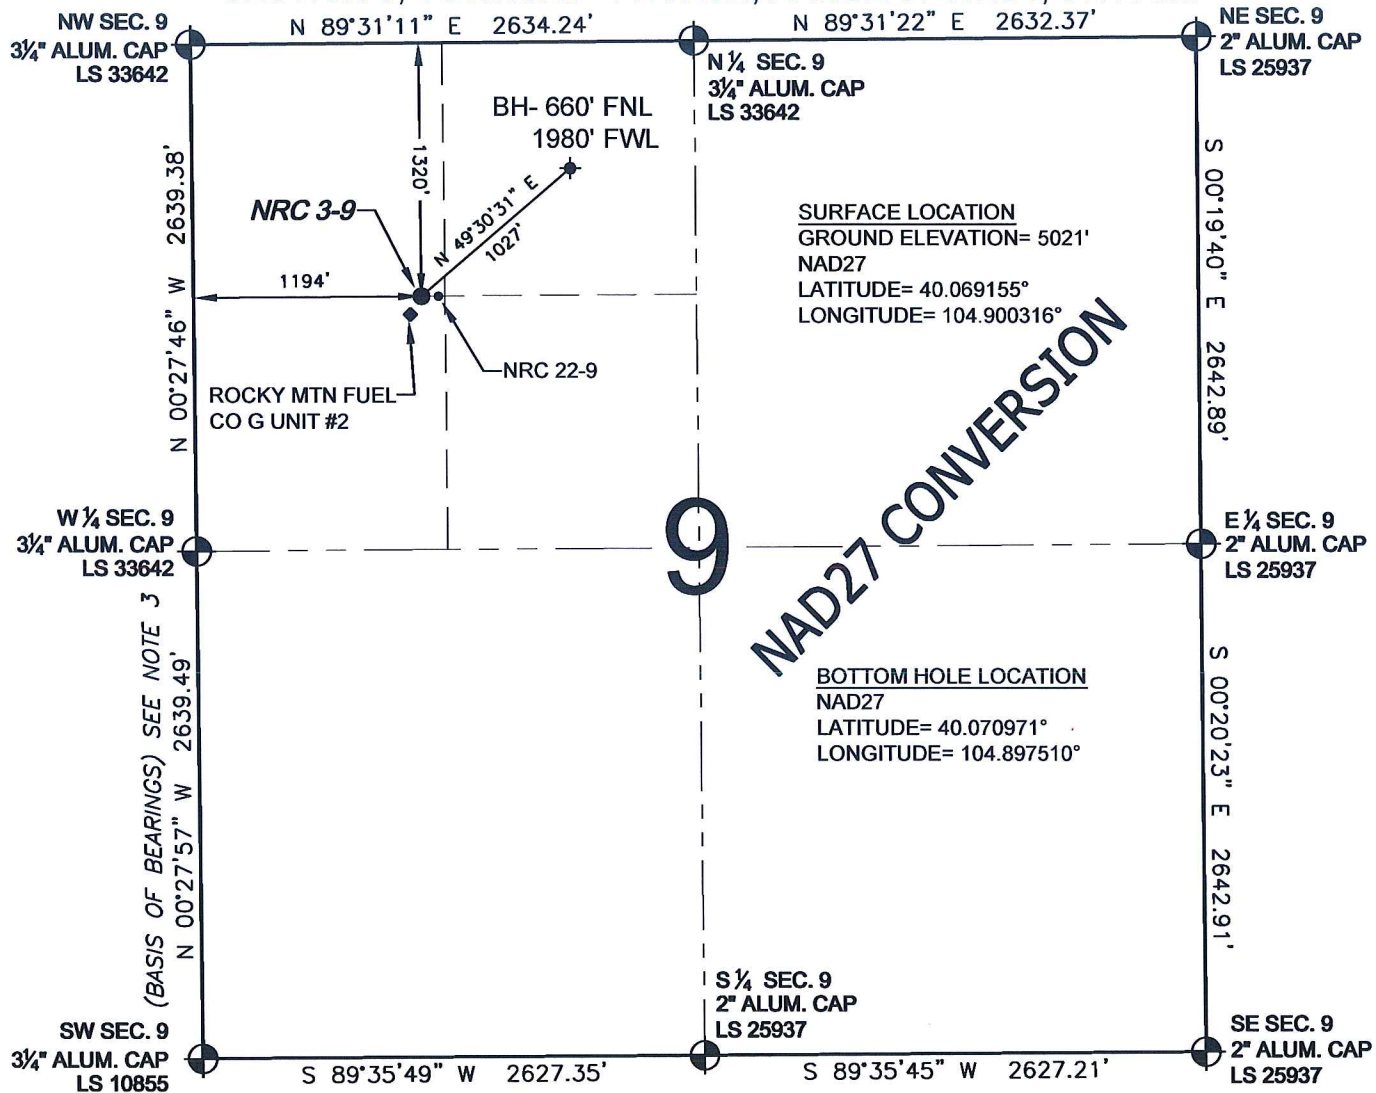 NW SEC. 9
3¼" ALUM. CAP
LS 33642
N 89°31'11" E 2634.24'
N 89°31'22" E 2632.37'
NE SEC. 9
2" ALUM. CAP
LS 25937
N ¼ SEC. 9
3¼" ALUM. CAP
LS 33642
BH- 660' FNL
1980' FWL
1320'
NRC 3-9
N 49°30'31" E
1027'
1194'
NRC 22-9
ROCKY MTN FUEL
CO G UNIT #2
N 00°27'46" W 2639.38'
SURFACE LOCATION
GROUND ELEVATION= 5021'
NAD27
LATITUDE= 40.069155°
LONGITUDE= 104.900316°
S 00°19'40" E 2642.89'
NAD27 CONVERSION
W ¼ SEC. 9
3¼" ALUM. CAP
LS 33642
9
E ¼ SEC. 9
2" ALUM. CAP
LS 25937
(BASIS OF BEARINGS) SEE NOTE 3
N 00°27'57" W 2639.49'
BOTTOM HOLE LOCATION
NAD27
LATITUDE= 40.070971°
LONGITUDE= 104.897510°
S 00°20'23" E 2642.91'
SW SEC. 9
3¼" ALUM. CAP
LS 10855
S 89°35'49" W 2627.35'
S ¼ SEC. 9
2" ALUM. CAP
LS 25937
S 89°35'45" W 2627.21'
SE SEC. 9
2" ALUM. CAP
LS 25937